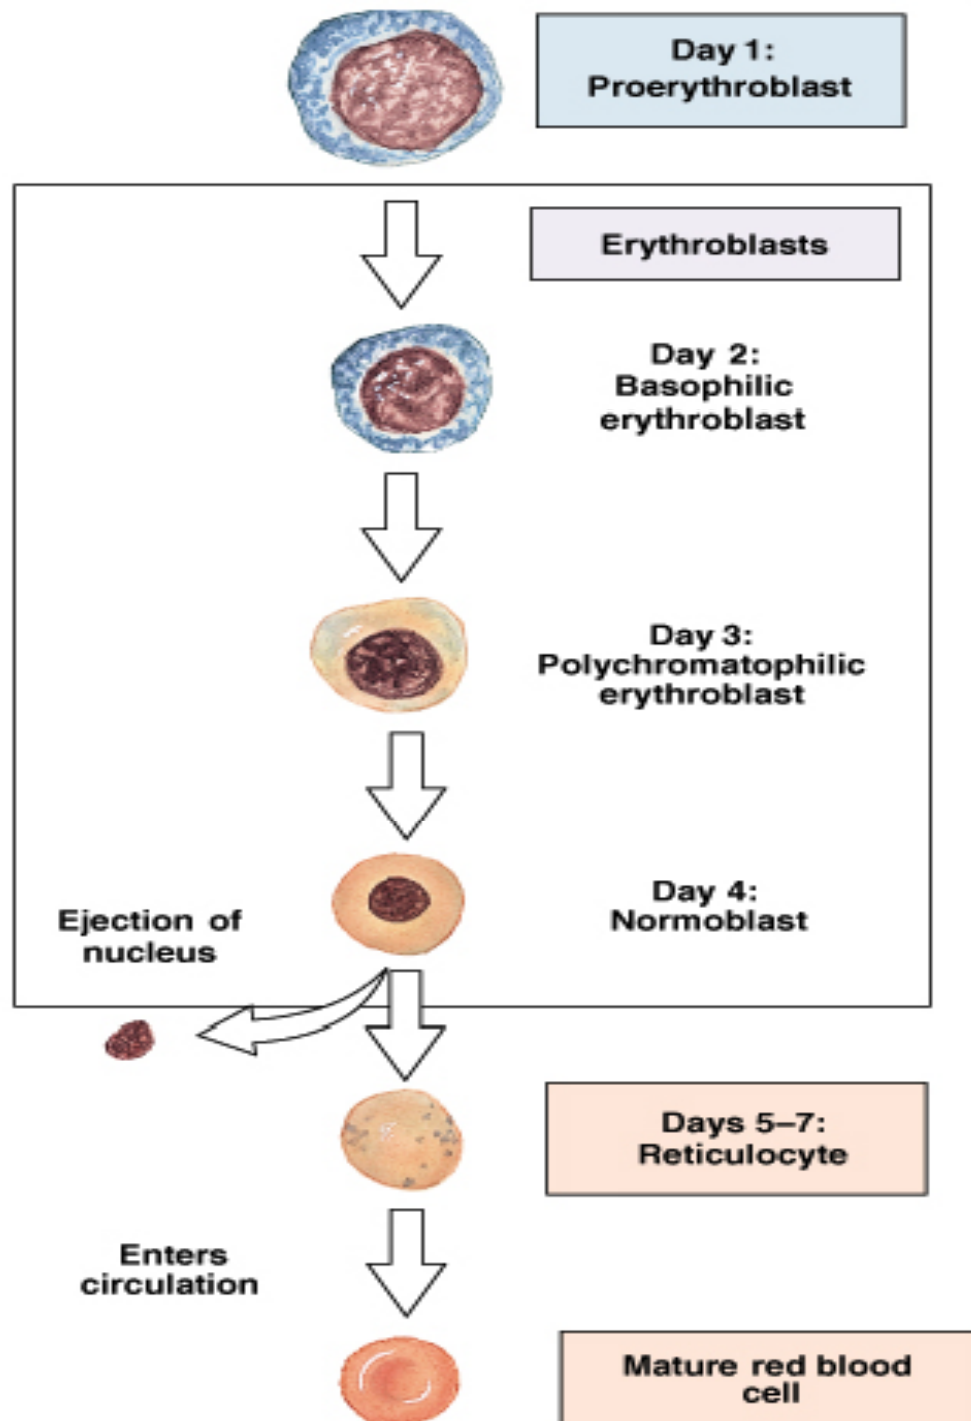 Day 1:
Proerythroblast
Erythroblasts
Day 2:
Basophilic
erythroblast
Day 3:
Polychromatophilic
erythroblast
Day 4:
Normoblast
Ejection of
nucleus
Days 5–7:
Reticulocyte
Enters
circulation
Mature red blood
cell